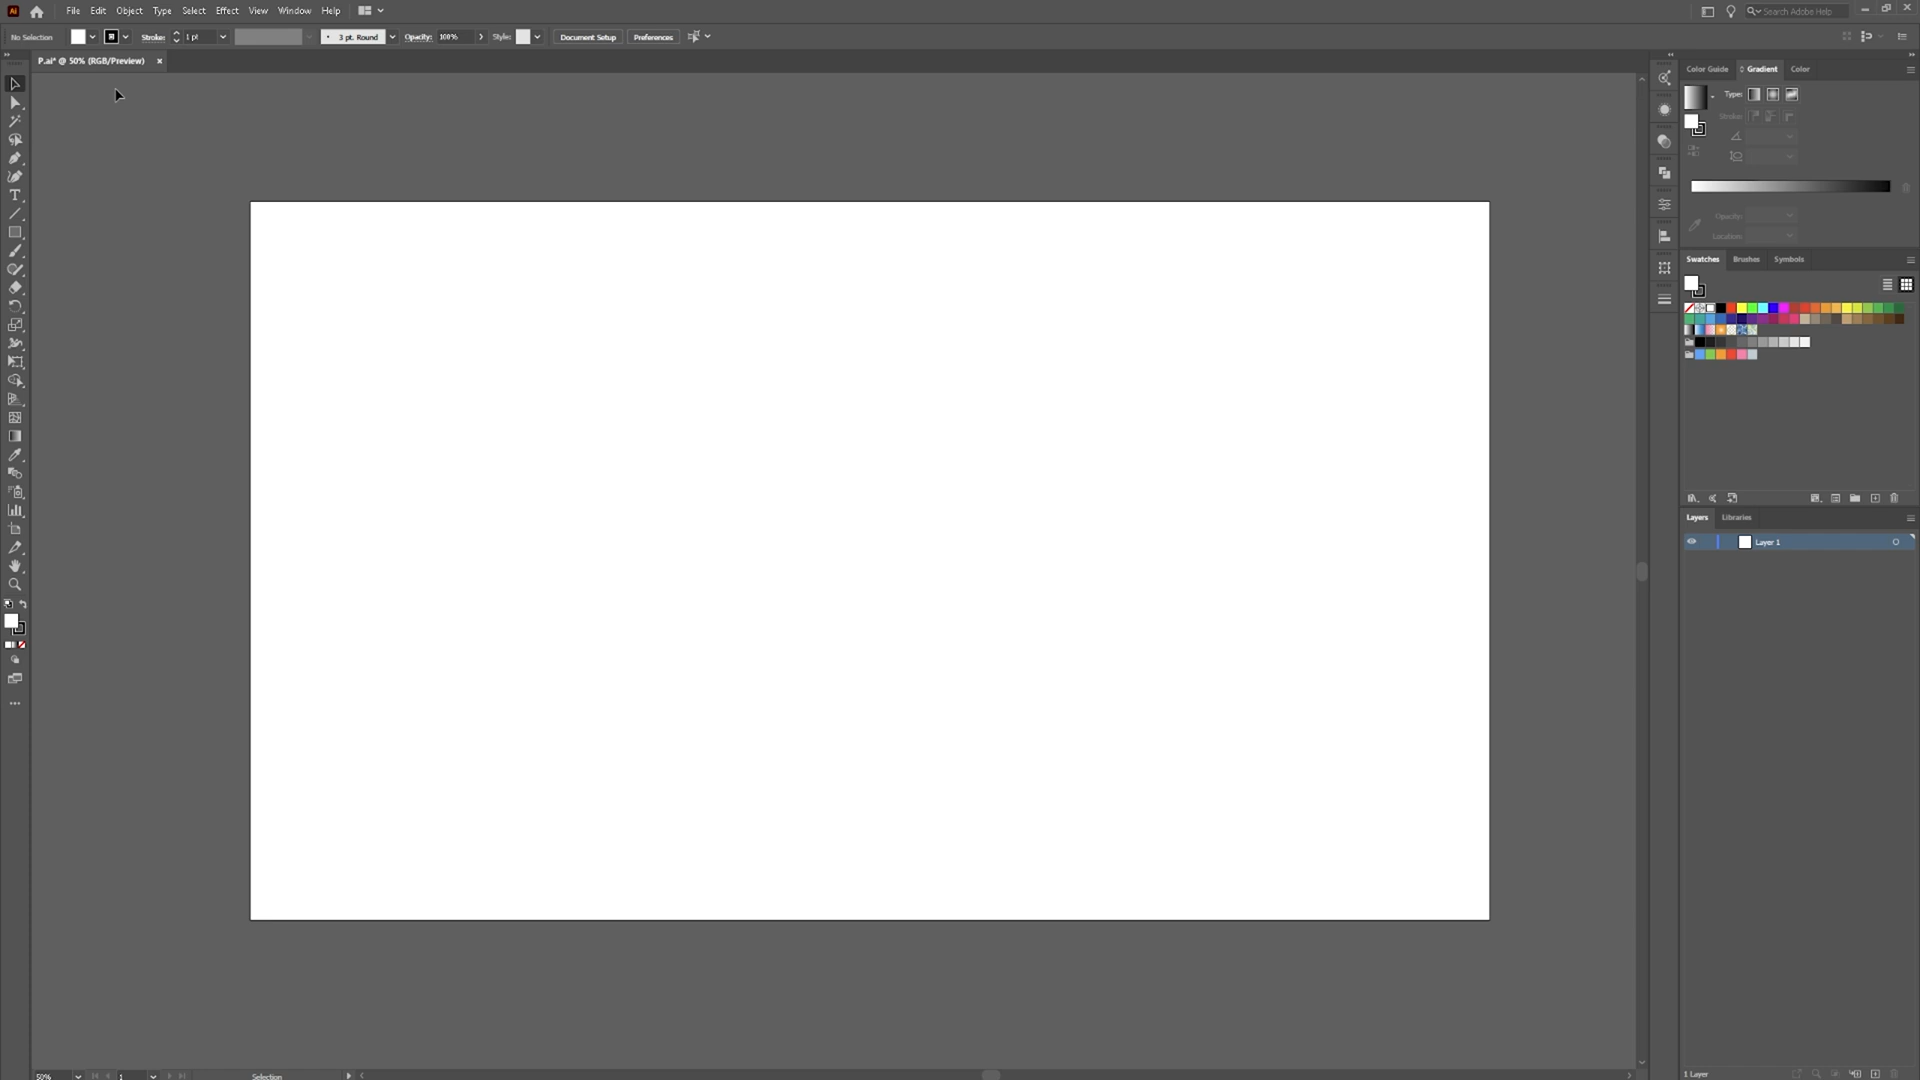 Ai File Edit Object Type Select Effect View Window Help Search Adobe Help
No Selection Stroke: 1 pt 3 pt. Round Opacity: 100% Style: Document Setup Preferences
P.ai* @ 50% (RGB/Preview) ×
Color Guide Gradient Color
Type:
Stroke:
Opacity:
Location:
Swatches Brushes Symbols
Layers Libraries
Layer 1
50% 1 Selection 1 Layer